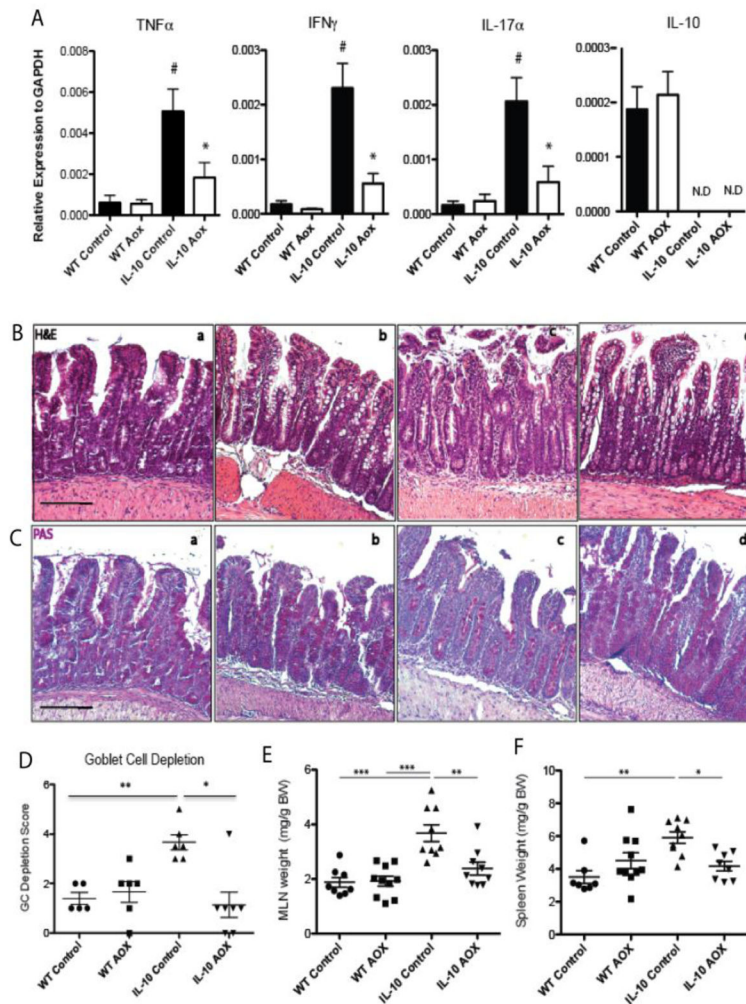 A
TNFα
IFNγ
IL-17α
IL-10
Relative Expression to GAPDH
0.008
0.006
0.004
0.002
0.000
#
*
WT Control
WT Aox
IL-10 Control
IL-10 Aox
0.004
0.003
0.002
0.001
0.000
#
*
WT Control
WT Aox
IL-10 Control
IL-10 Aox
0.004
0.003
0.002
0.001
0.000
#
*
WT Control
WT Aox
IL-10 Control
IL-10 Aox
0.0003
0.0002
0.0001
0.0000
N.D
N.D
WT Control
WT AOX
IL-10 Control
IL-10 AOX
B
H&E
a
b
c
C
PAS
a
b
c
d
D
Goblet Cell Depletion
GC Depletion Score
6
4
2
0
**
*
WT Control
WT AOX
IL-10 Control
IL-10 AOX
E
MLN weight (mg/g BW)
6
4
2
0
***
***
**
WT Control
WT AOX
IL-10 Control
IL-10 AOX
F
Spleen Weight (mg/g BW)
10
8
6
4
2
0
**
*
WT Control
WT AOX
IL-10 Control
IL-10 AOX